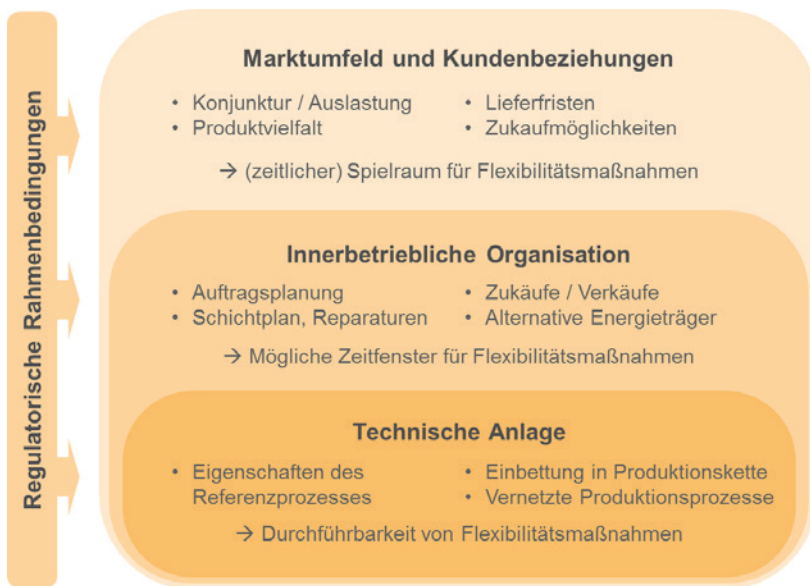 Regulatorische Rahmenbedingungen
Marktumfeld und Kundenbeziehungen
• Konjunktur / Auslastung
• Produktvielfalt
• Lieferfristen
• Zukaufmöglichkeiten
→ (zeitlicher) Spielraum für Flexibilitätsmaßnahmen
Innerbetriebliche Organisation
• Auftragsplanung
• Schichtplan, Reparaturen
• Zukäufe / Verkäufe
• Alternative Energieträger
→ Mögliche Zeitfenster für Flexibilitätsmaßnahmen
Technische Anlage
• Eigenschaften des
Referenzprozesses
• Einbettung in Produktionskette
• Vernetzte Produktionsprozesse
→ Durchführbarkeit von Flexibilitätsmaßnahmen